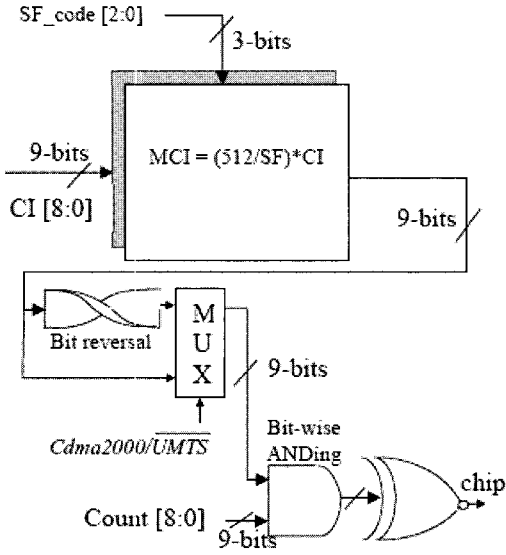 SF_code [2:0]
3-bits
MCI = (512/SF)*CI
9-bits
CI [8:0]
9-bits
Bit reversal
M
U
X
9-bits
Cdma2000/UMTS
Bit-wise
ANDing
chip
Count [8:0]
9-bits